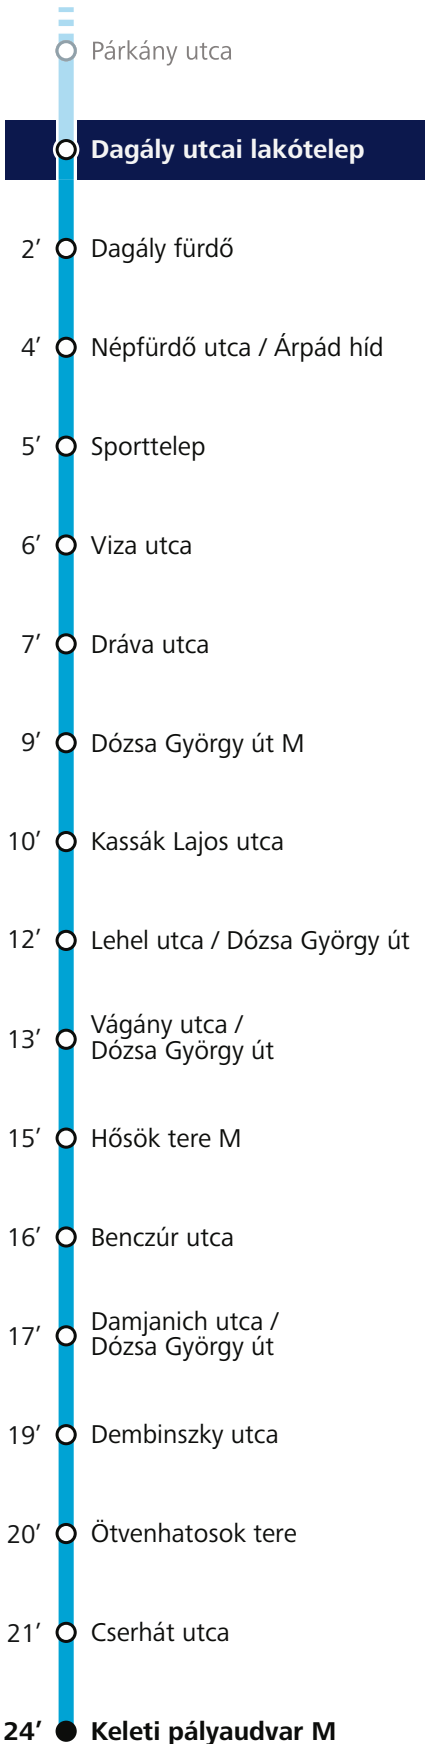 Párkány utca
Dagály utcai lakótelep
2’ Dagály fürdő
4’ Népfürdő utca / Árpád híd
5’ Sporttelep
6’ Viza utca
7’ Dráva utca
9’ Dózsa György út M
10’ Kassák Lajos utca
12’ Lehel utca / Dózsa György út
13’ Vágány utca /
Dózsa György út
15’ Hősök tere M
16’ Benczúr utca
17’ Damjanich utca /
Dózsa György út
19’ Dembinszky utca
20’ Ötvenhatosok tere
21’ Cserhát utca
24’ Keleti pályaudvar M